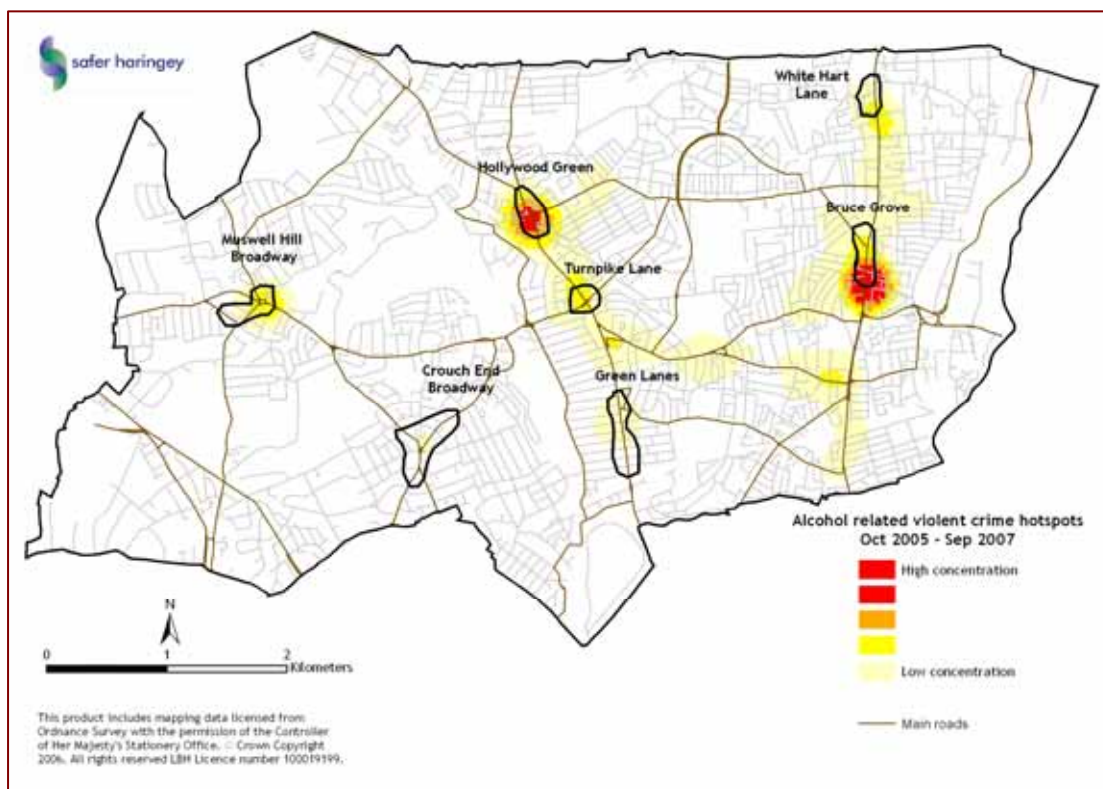 safer haringey
White Hart
Lane
Hollywood Green
Bruce Grove
Muswell Hill
Broadway
Turnpike Lane
Crouch End
Broadway
Green Lanes
Alcohol related violent crime hotspots
Oct 2005 - Sep 2007
High concentration
Low concentration
Main roads
N
0 1 2
Kilometers
This product includes mapping data licensed from
Ordnance Survey with the permission of the Controller
of Her Majesty's Stationery Office. © Crown Copyright
2006. All rights reserved LBH Licence number 100019199.